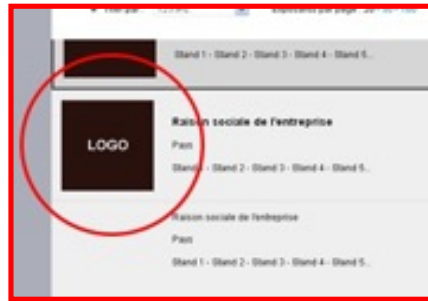 Stand 1 - Stand 2 - Stand 3 - Stand 4 - Stand 5...
LOGO
Raison sociale de l'entreprise
Pays
Stand 1 - Stand 2 - Stand 3 - Stand 4 - Stand 5...
Raison sociale de l'entreprise
Pays
Stand 1 - Stand 2 - Stand 3 - Stand 4 - Stand 5...